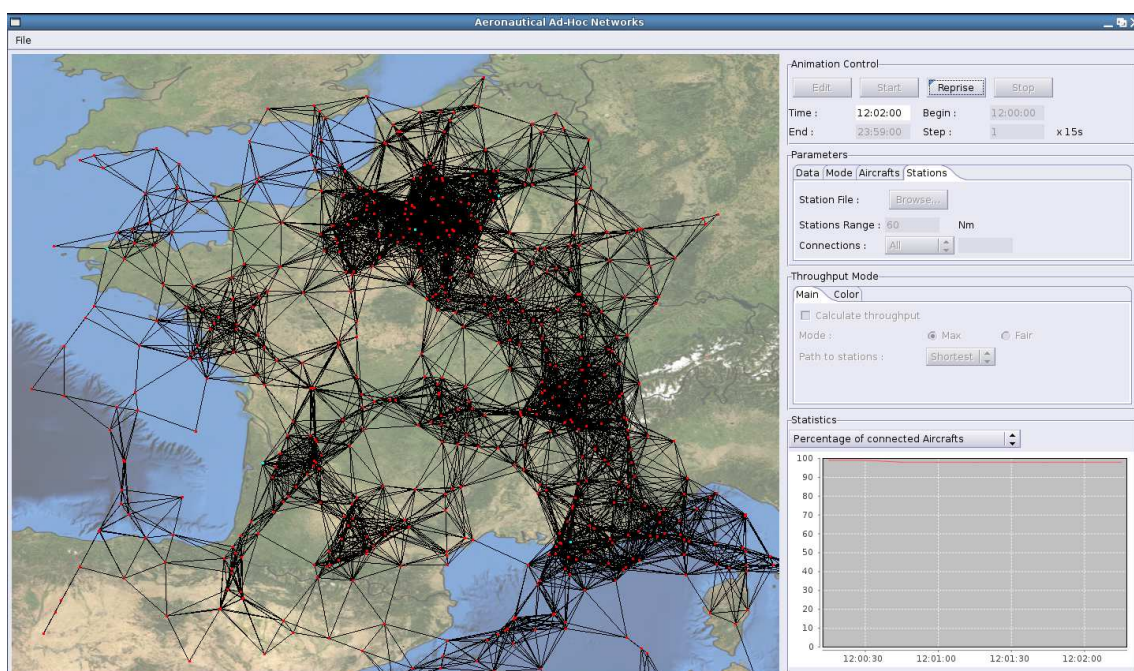 Aeronautical Ad-Hoc Networks
File
Animation Control
Edit Start Reprise Stop
Time : 12:02:00 Begin : 12:00:00
End : 23:59:00 Step : 1 x 15s
Parameters
Data Mode Aircrafts Stations
Station File : Browse...
Stations Range : 60 Nm
Connections : All
Throughput Mode
Main Color
Calculate throughput
Mode : Max Fair
Path to stations : Shortest
Statistics
Percentage of connected Aircrafts
100
90
80
70
60
50
40
30
20
10
0
12:00:30 12:01:00 12:01:30 12:02:00